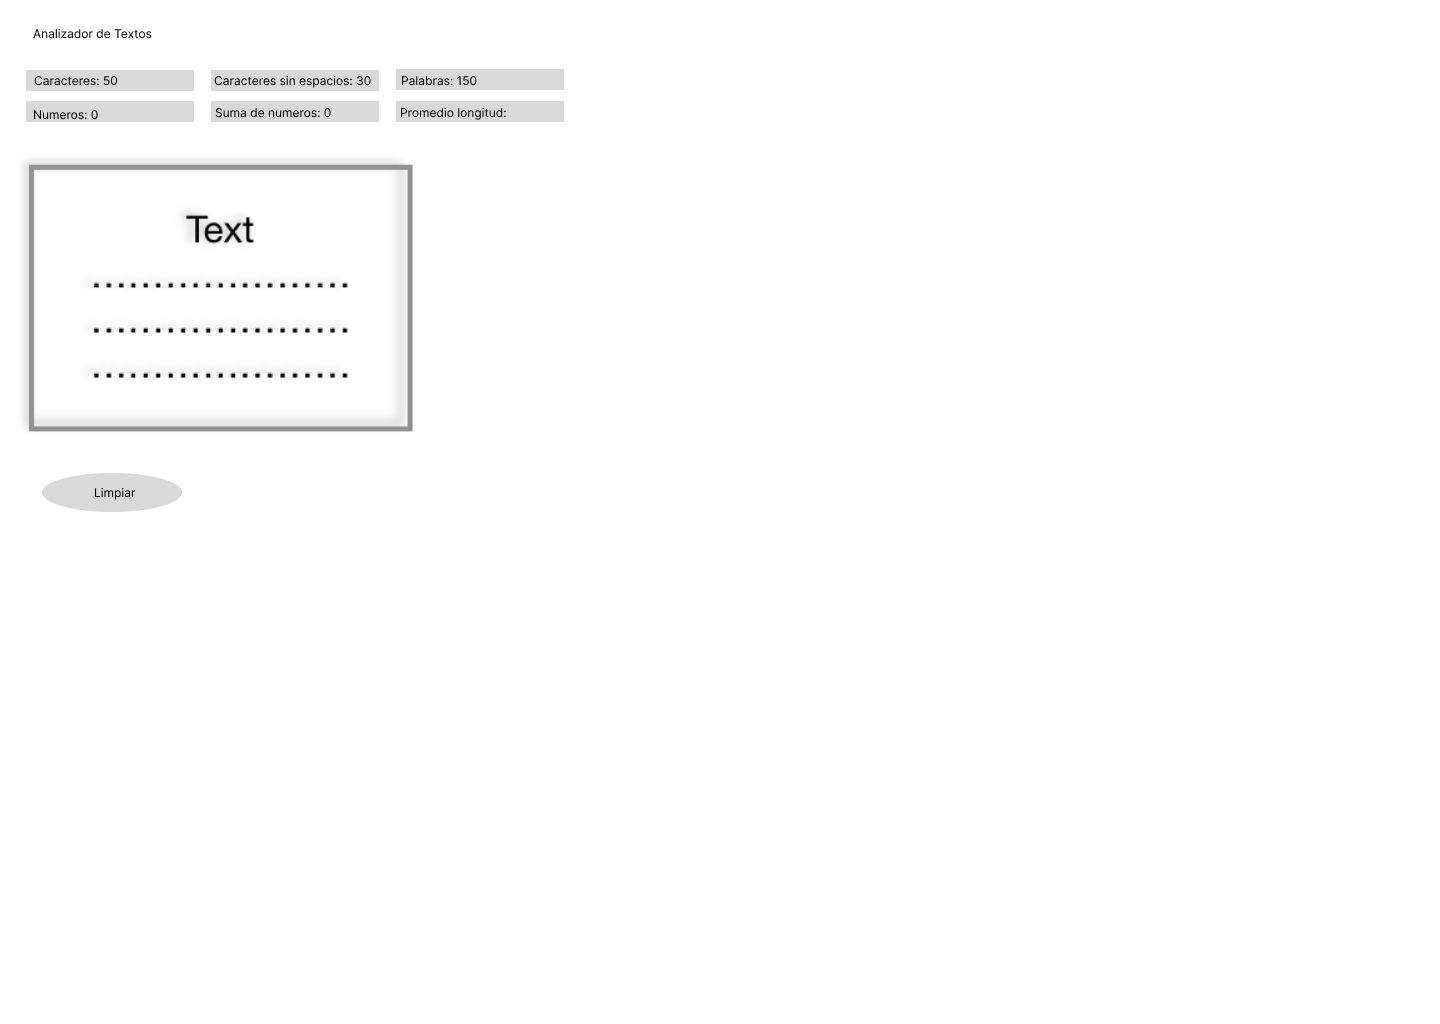 Analizador de Textos
Caracteres: 50
Caracteres sin espacios: 30
Palabras: 150
Numeros: 0
Suma de numeros: 0
Promedio longitud:
Text
.....................
.....................
.....................
Limpiar